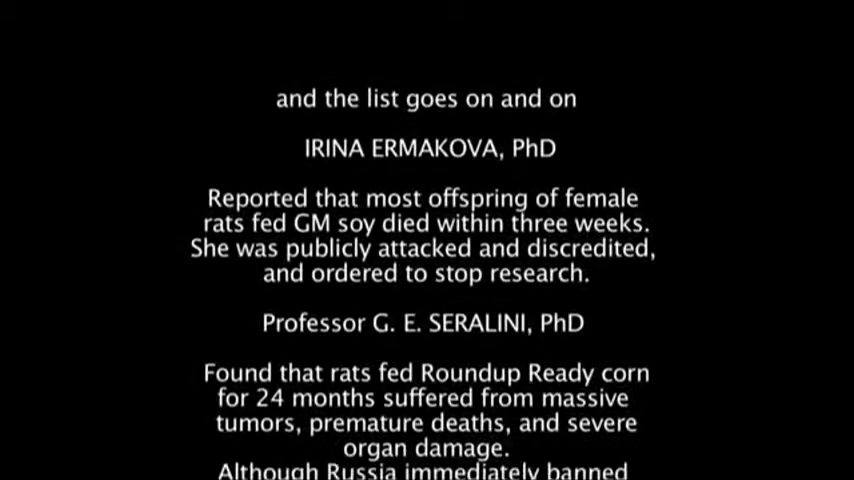 and the list goes on and on
IRINA ERMAKOVA, PhD
Reported that most offspring of female
rats fed GM soy died within three weeks.
She was publicly attacked and discredited,
and ordered to stop research.
Professor G. E. SERALINI, PhD
Found that rats fed Roundup Ready corn
for 24 months suffered from massive
tumors, premature deaths, and severe
organ damage.
Although Russia immediately banned